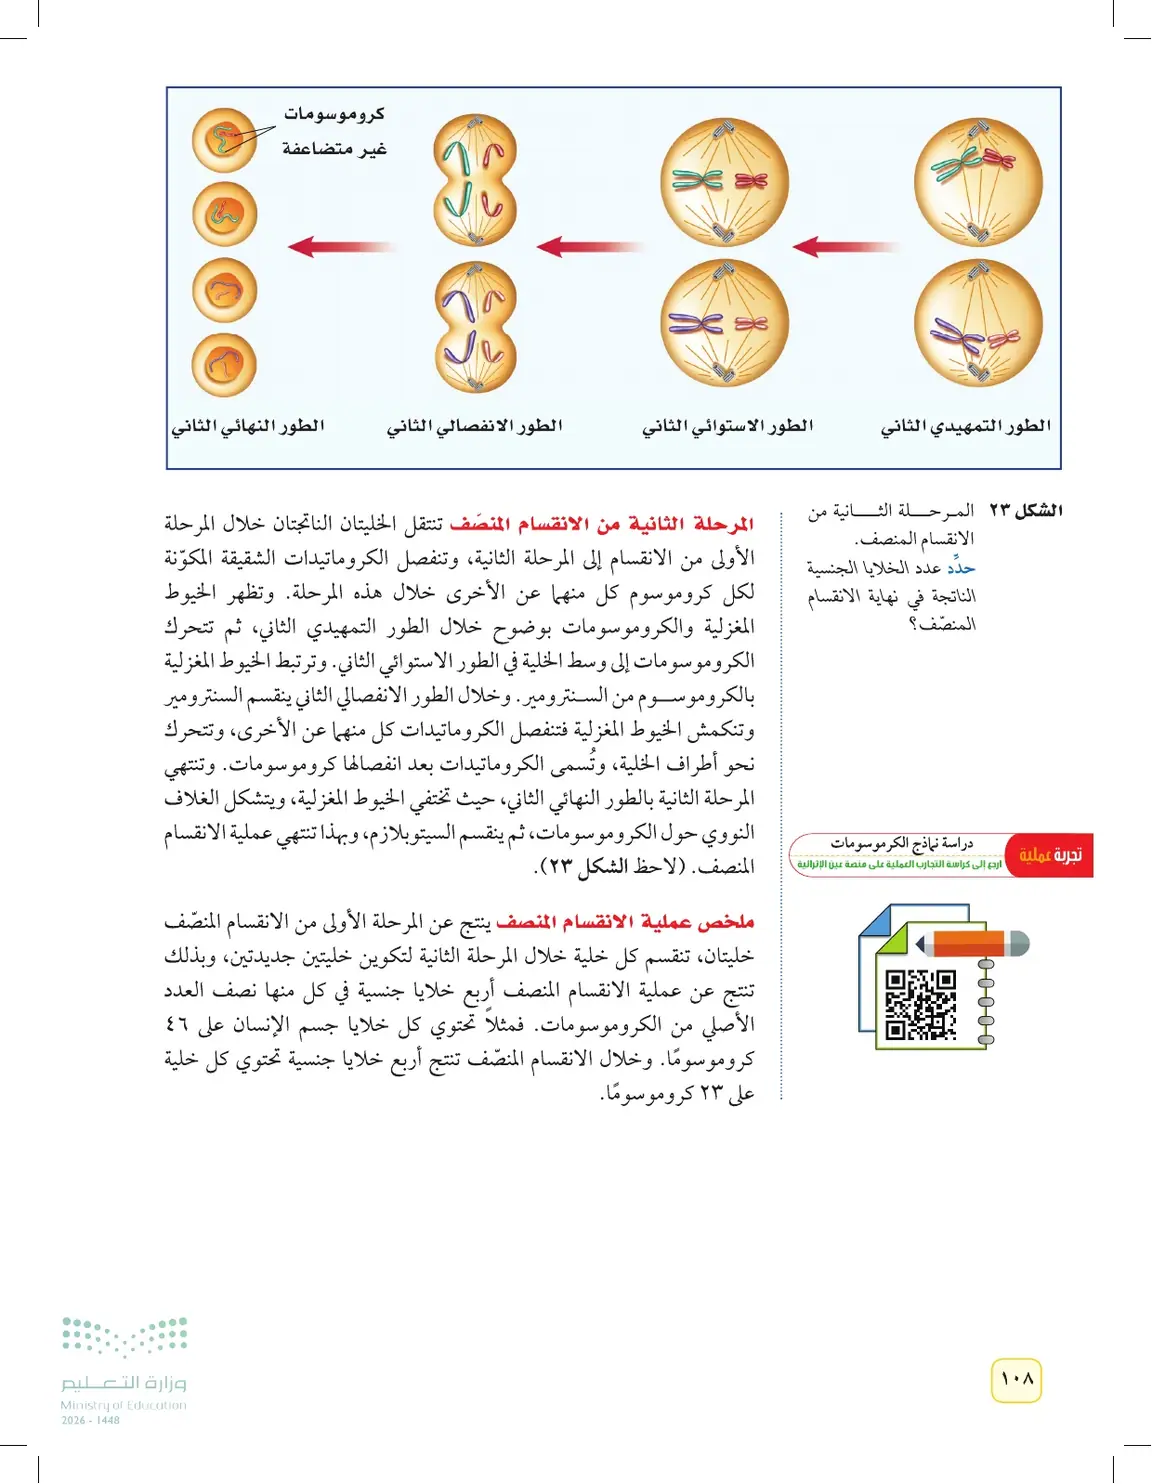 كروموسومات
غير متضاعفة
الطور التمهيدي الثاني
الطور الاستوائي الثاني
الطور الانفصالي الثاني
الطور النهائي الثاني
الشكل ٢٣ المـرحـــلة الثـــــانية من
الانقسام المنصف.
حدِّد عدد الخلايا الجنسية
الناتجة في نهاية الانقسام
المنصّف؟
المرحلة الثانية من الانقسام المنصّف تنتقل الخليتان الناتجتان خلال المرحلة
الأولى من الانقسام إلى المرحلة الثانية، وتنفصل الكروماتيدات الشقيقة المكوّنة
لكل كروموسوم كل منهما عن الأخرى خلال هذه المرحلة. وتظهر الخيوط
المغزلية والكروموسومات بوضوح خلال الطور التمهيدي الثاني، ثم تتحرك
الكروموسومات إلى وسط الخلية في الطور الاستوائي الثاني. وترتبط الخيوط المغزلية
بالكروموســـوم من السـنترومير. وخلال الطور الانفصالي الثاني ينقسم السنترومير
وتنكمش الخيوط المغزلية فتنفصل الكروماتيدات كل منهما عن الأخرى، وتتحرك
نحو أطراف الخلية، وتُسمى الكروماتيدات بعد انفصالها كروموسومات. وتنتهي
المرحلة الثانية بالطور النهائي الثاني، حيث تختفي الخيوط المغزلية، ويتشكل الغلاف
النووي حول الكروموسومات، ثم ينقسم السيتوبلازم، وبهذا تنتهي عملية الانقسام
المنصف. (لاحظ الشكل ٢٣).
تجربة عملية
دراسة نماذج الكرموسومات
ارجع إلى كراسة التجارب العملية على منصة عين الإثرائية
ملخص عملية الانقسام المنصف ينتج عن المرحلة الأولى من الانقسام المنصّف
خليتان، تنقسم كل خلية خلال المرحلة الثانية لتكوين خليتين جديدتين، وبذلك
تنتج عن عملية الانقسام المنصف أربع خلايا جنسية في كل منها نصف العدد
الأصلي من الكروموسومات. فمثلاً تحتوي كل خلايا جسم الإنسان على ٤٦
كروموسومًا. وخلال الانقسام المنصّف تنتج أربع خلايا جنسية تحتوي كل خلية
على ٢٣ كروموسومًا.
وزارة التعـــليم
Ministry of Education
2026 - 1448
١٠٨